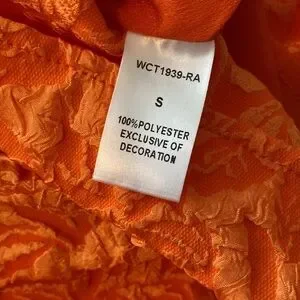 WCT1939-RA
S
100%POLYESTER
EXCLUSIVE OF
DECORATION